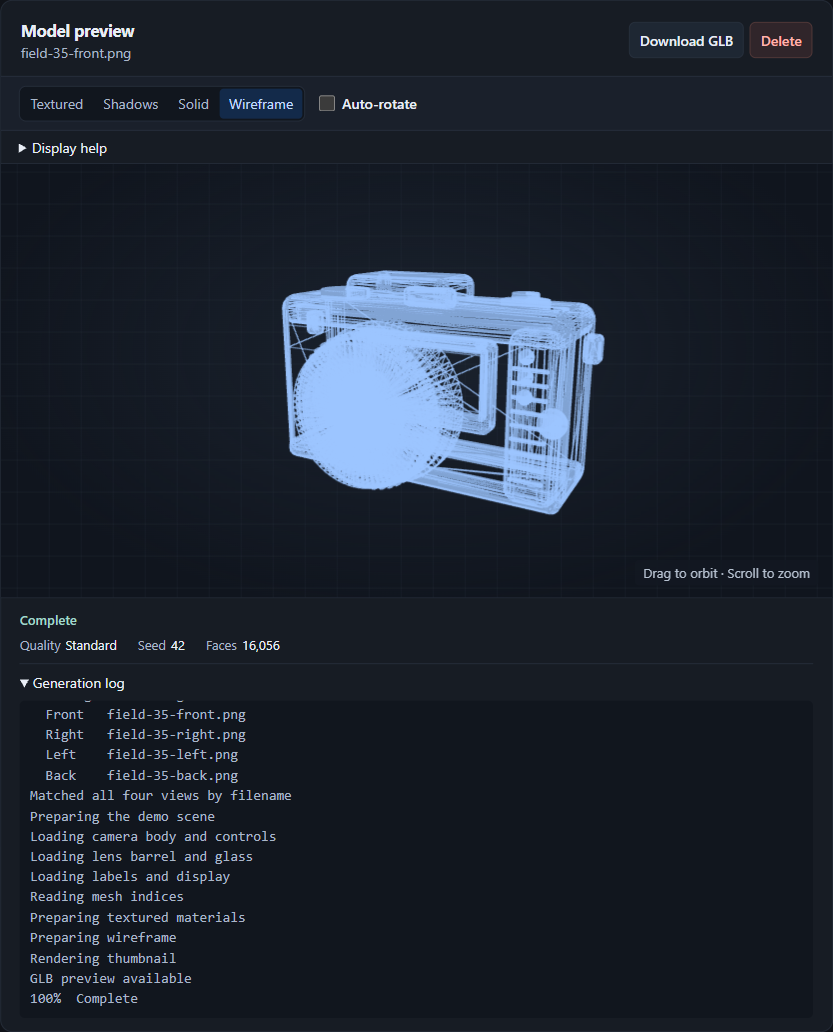 Model preview
field-35-front.png
Download GLB
Delete
Textured
Shadows
Solid
Wireframe
Auto-rotate
Display help
Drag to orbit · Scroll to zoom
Complete
Quality Standard Seed 42 Faces 16,056
Generation log
Front field-35-front.png
Right field-35-right.png
Left field-35-left.png
Back field-35-back.png
Matched all four views by filename
Preparing the demo scene
Loading camera body and controls
Loading lens barrel and glass
Loading labels and display
Reading mesh indices
Preparing textured materials
Preparing wireframe
Rendering thumbnail
GLB preview available
100% Complete